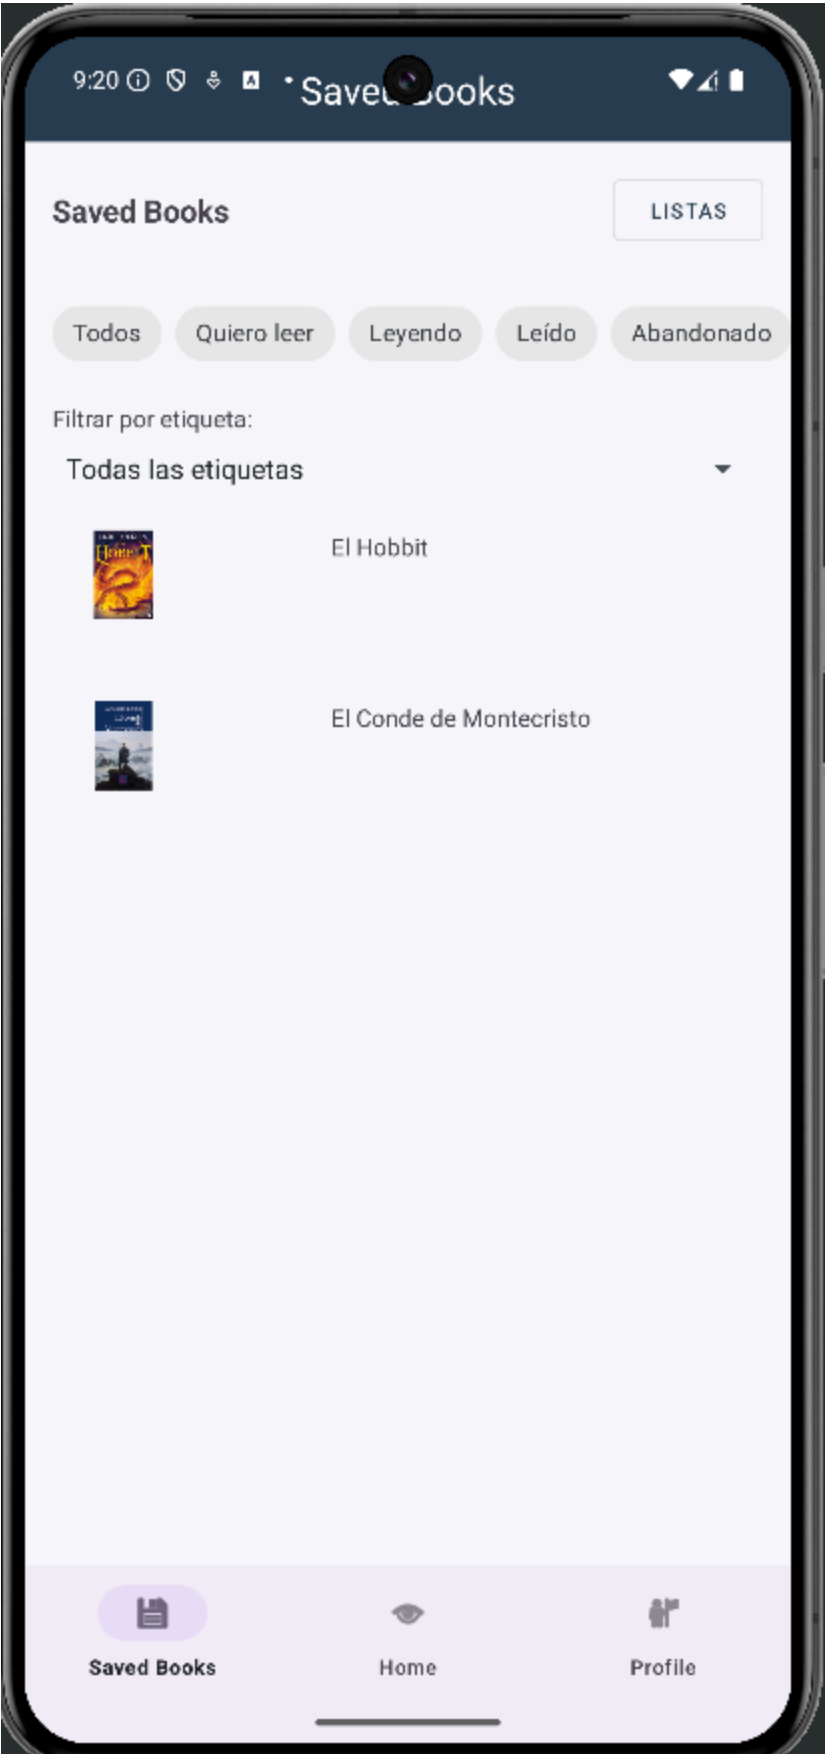 9:20
Saved Books
Saved Books
LISTAS
Todos Quiero leer Leyendo Leído Abandonado
Filtrar por etiqueta:
Todas las etiquetas
El Hobbit
El Conde de Montecristo
Saved Books Home Profile